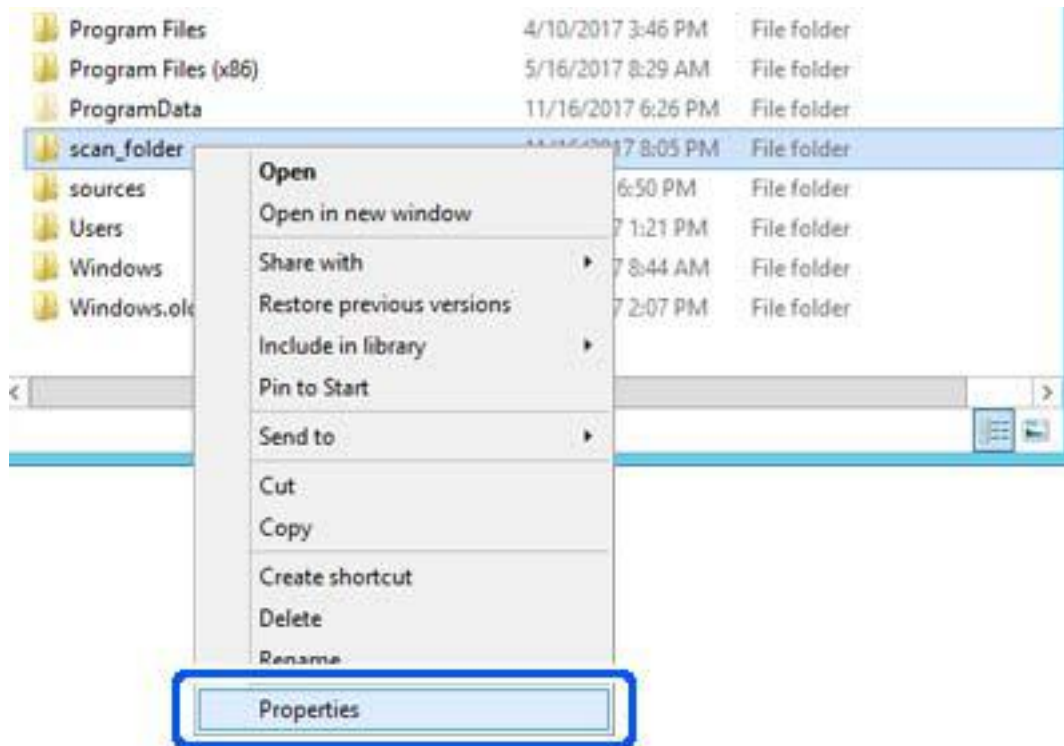 Program Files 4/10/2017 3:46 PM File folder
Program Files (x86) 5/16/2017 8:29 AM File folder
ProgramData 11/16/2017 6:26 PM File folder
scan_folder 7 8:05 PM File folder
Open
sources 6:50 PM File folder
Open in new window
Users 7 1:21 PM File folder
Share with
Windows 7 8:44 AM File folder
Restore previous versions
Windows.old 7 2:07 PM File folder
Include in library
Pin to Start
Send to
Cut
Copy
Create shortcut
Delete
Rename
Properties